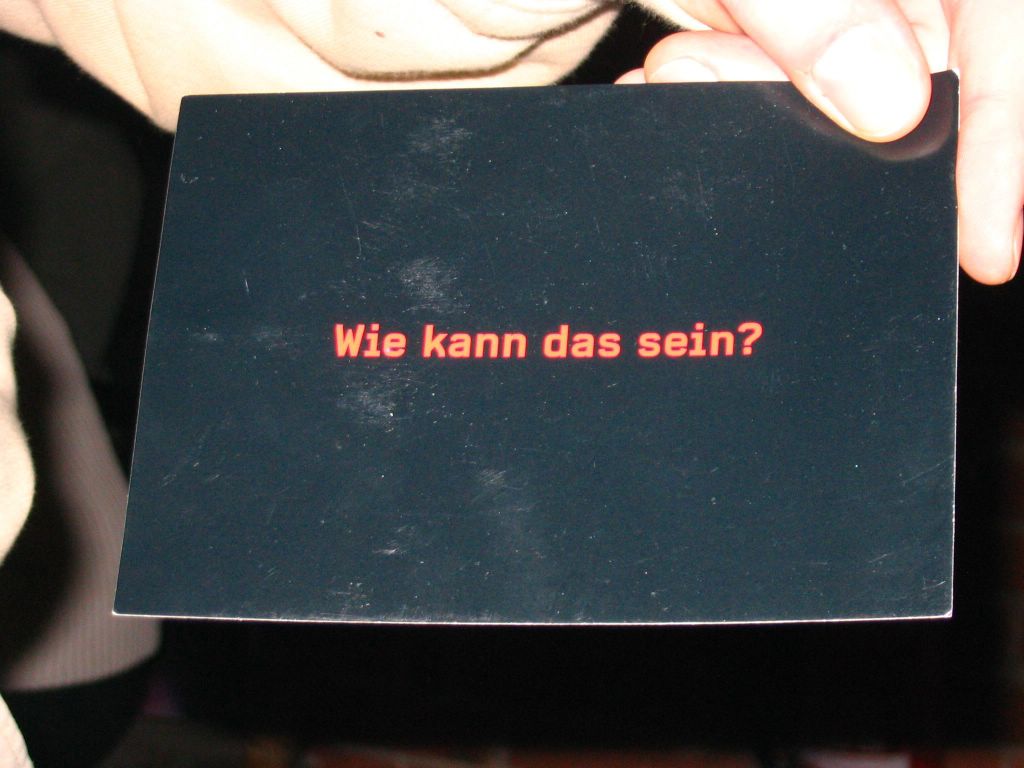 Wie kann das sein?